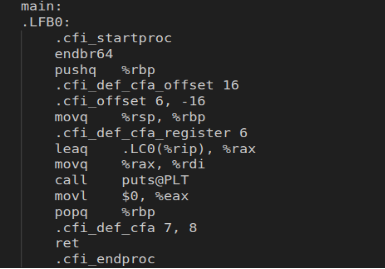 main:
.LFB0:
.cfi_startproc
endbr64
pushq %rbp
.cfi_def_cfa_offset 16
.cfi_offset 6, -16
movq %rsp, %rbp
.cfi_def_cfa_register 6
leaq .LC0(%rip), %rax
movq %rax, %rdi
call puts@PLT
movl $0, %eax
popq %rbp
.cfi_def_cfa 7, 8
ret
.cfi_endproc